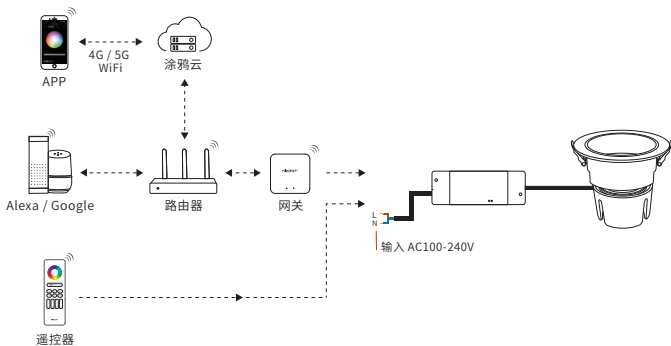 4G / 5G
WiFi
APP
涂鸦云
Alexa / Google
路由器
网关
L
N
输入 AC100-240V
遥控器